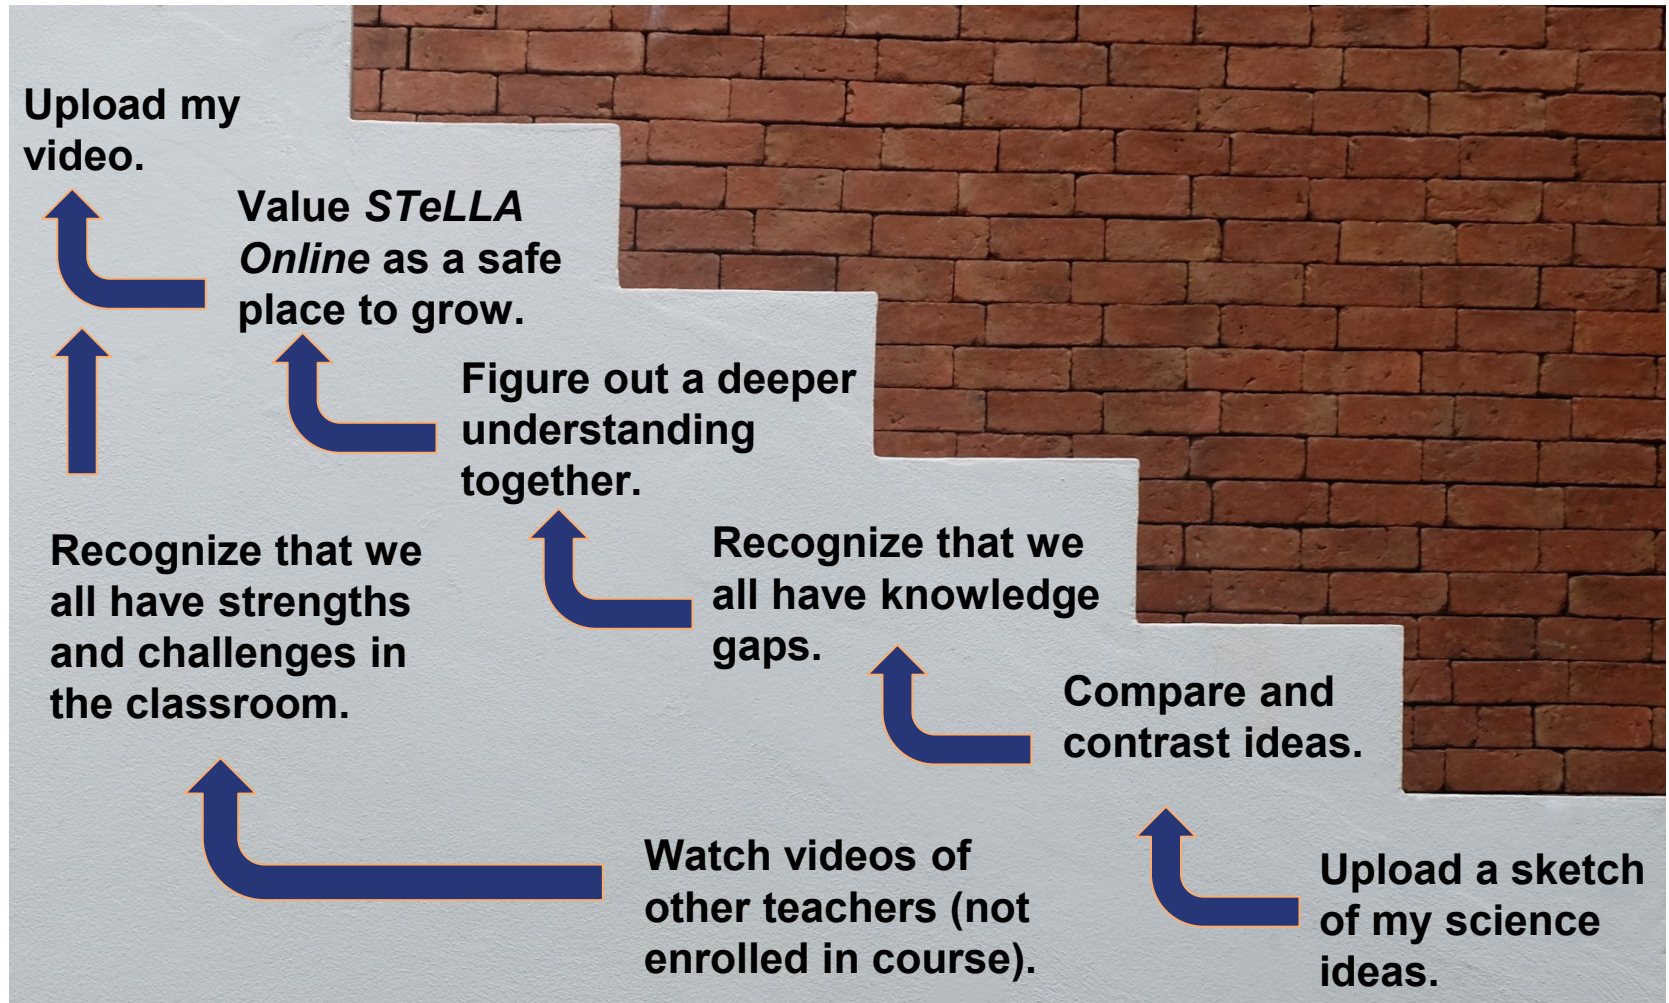 Upload my
video.
Value STeLLA
Online as a safe
place to grow.
Figure out a deeper
understanding
together.
Recognize that we
all have knowledge
gaps.
Recognize that we
all have strengths
and challenges in
the classroom.
Compare and
contrast ideas.
Watch videos of
other teachers (not
enrolled in course).
Upload a sketch
of my science
ideas.